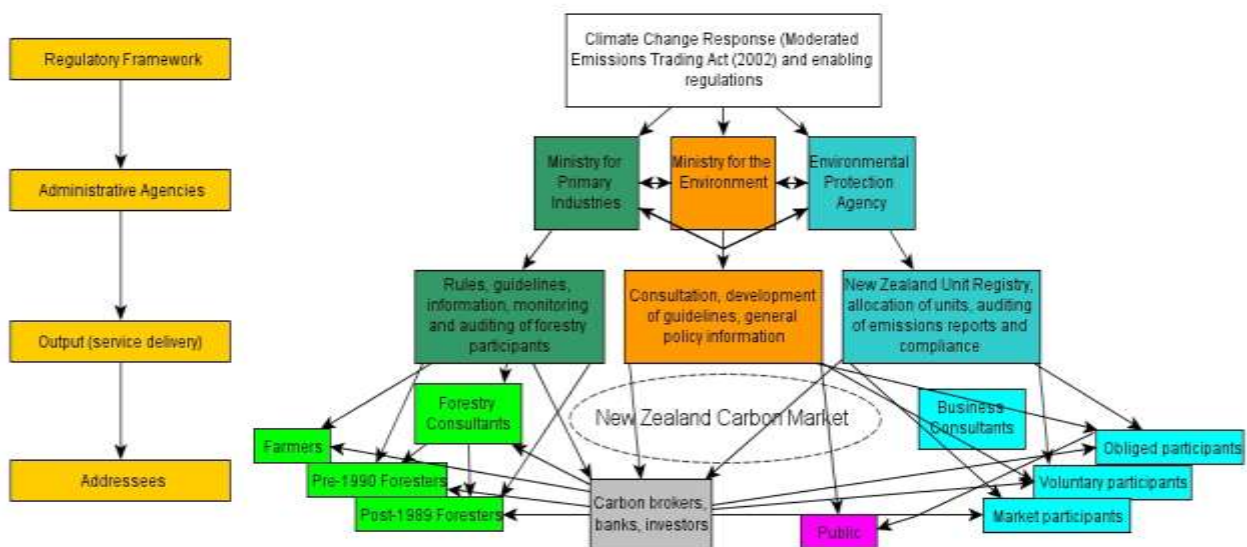 Regulatory Framework
Administrative Agencies
Output (service delivery)
Addressees
Climate Change Response (Moderated
Emissions Trading Act (2002) and enabling
regulations
Ministry for
Primary
Industries
Ministry for the
Environment
Environmental
Protection
Agency
Rules, guidelines,
information, monitoring
and auditing of forestry
participants
Consultation, development
of guidelines, general
policy information
New Zealand Unit Registry,
allocation of units, auditing
of emissions reports and
compliance
Forestry
Consultants
New Zealand Carbon Market
Business
Consultants
Farmers
Pre-1990 Foresters
Post-1989 Foresters
Carbon brokers,
banks, investors
Public
Obliged participants
Voluntary participants
Market participants